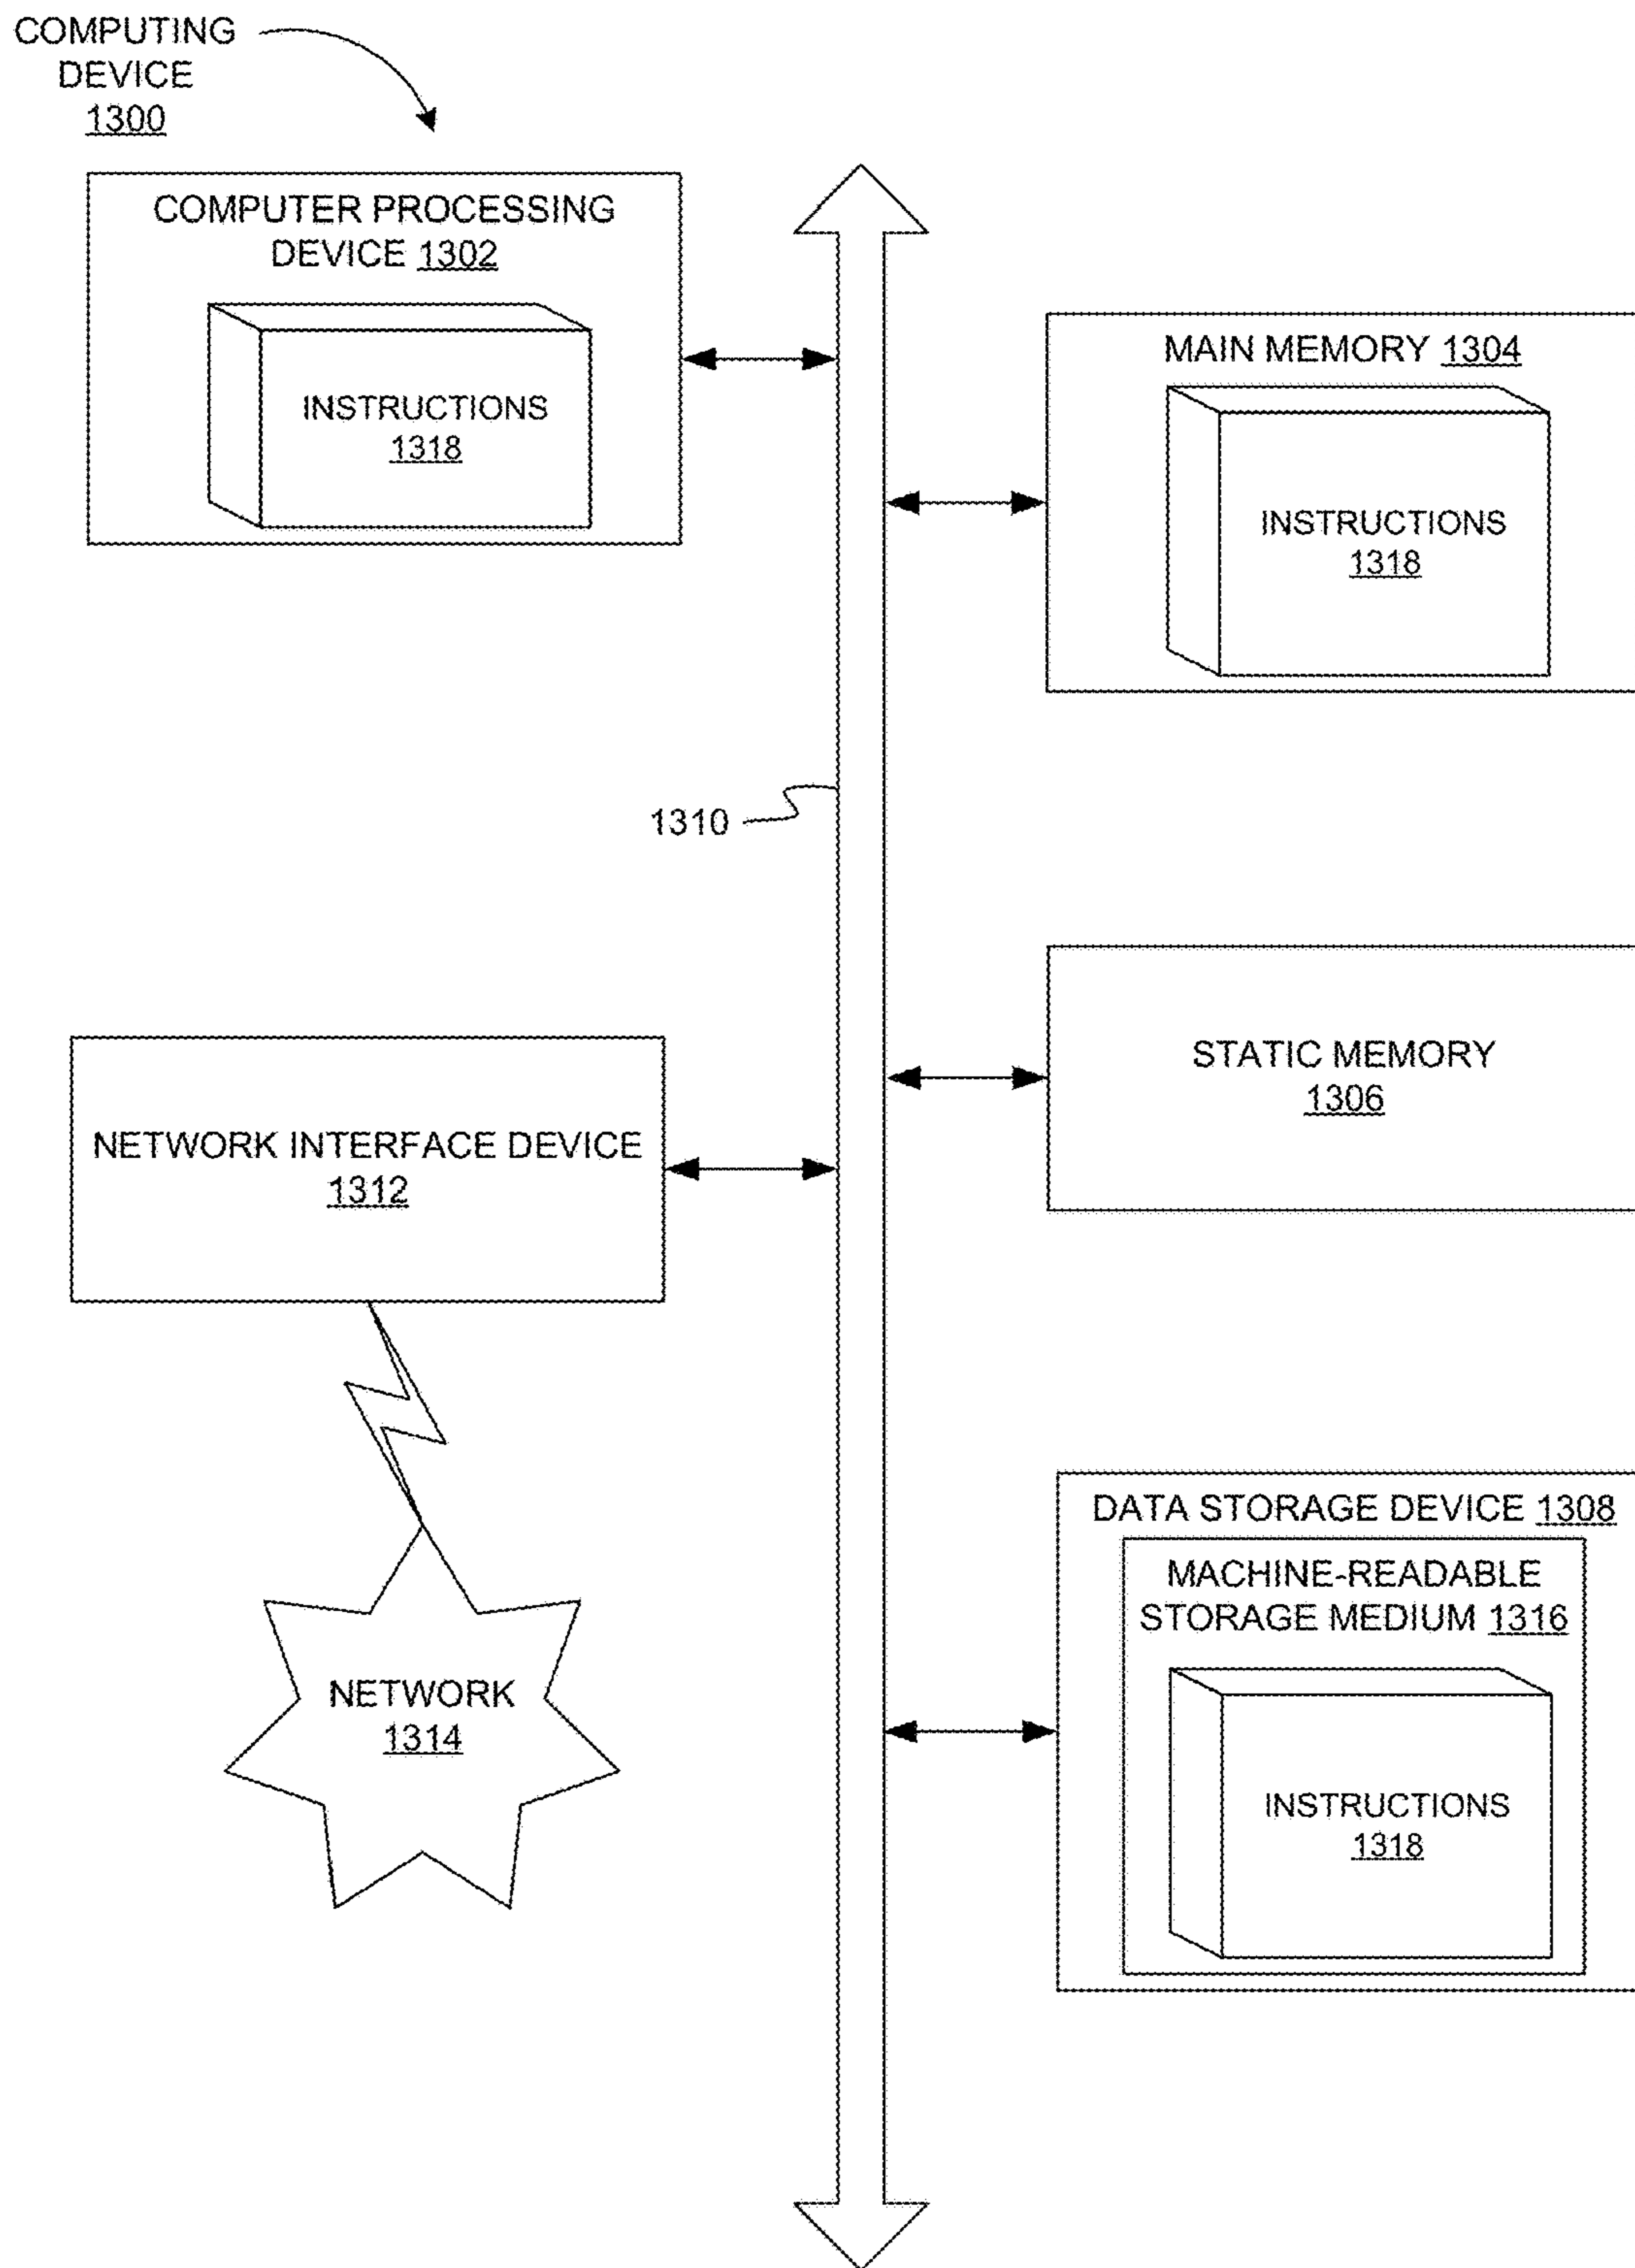 COMPUTING
DEVICE
1300
COMPUTER PROCESSING
DEVICE 1302
INSTRUCTIONS
1318
MAIN MEMORY 1304
INSTRUCTIONS
1318
1310
STATIC MEMORY
1306
NETWORK INTERFACE DEVICE
1312
DATA STORAGE DEVICE 1308
MACHINE-READABLE
STORAGE MEDIUM 1316
INSTRUCTIONS
1318
NETWORK
1314